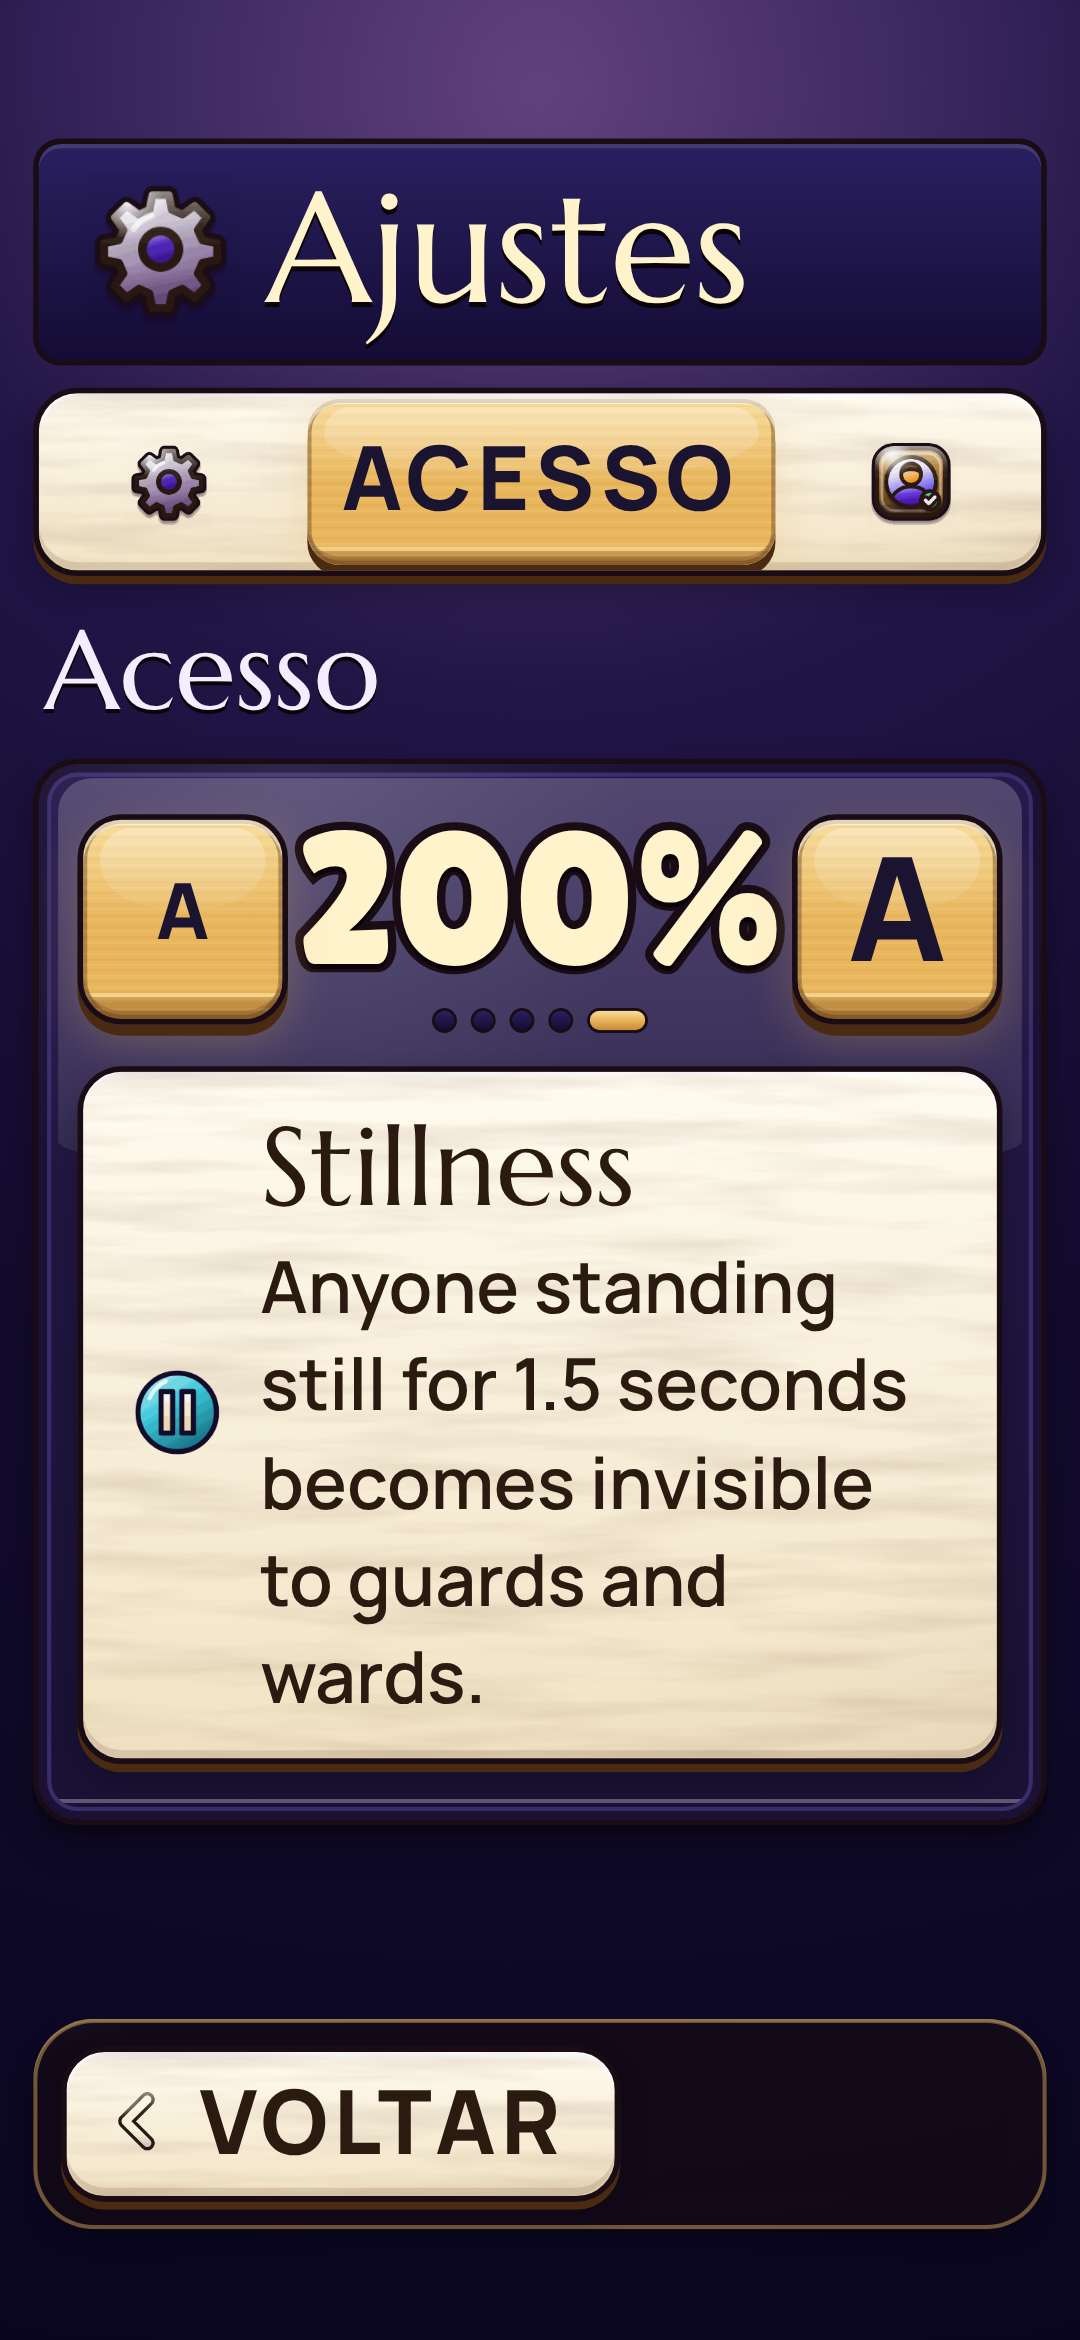 Ajustes
ACESSO
Acesso
A 200% A
Stillness
Anyone standing
still for 1.5 seconds
becomes invisible
to guards and
wards.
VOLTAR